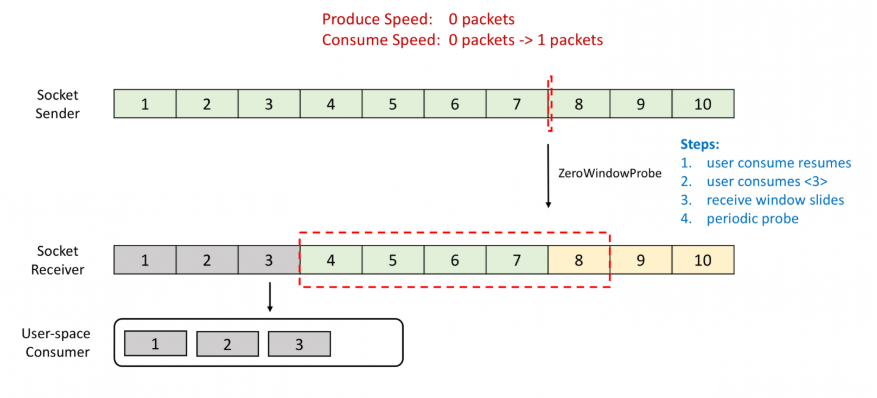 Produce Speed: 0 packets
Consume Speed: 0 packets -> 1 packets
Socket
Sender
1 2 3 4 5 6 7 8 9 10
ZeroWindowProbe
Steps:
1. user consume resumes
2. user consumes <3>
3. receive window slides
4. periodic probe
Socket
Receiver
1 2 3 4 5 6 7 8 9 10
User-space
Consumer
1 2 3